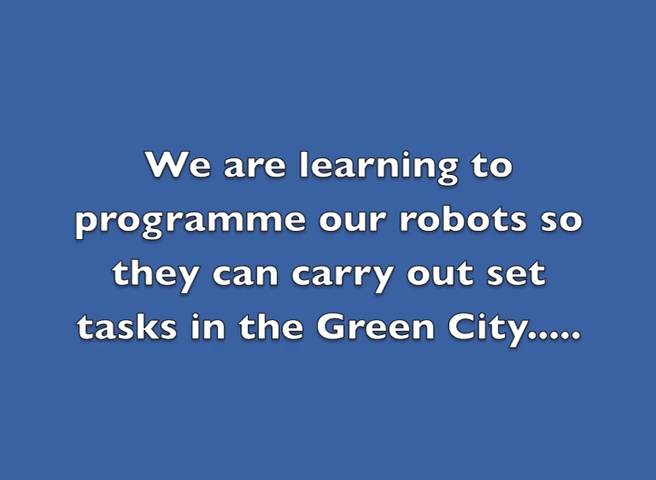 We are learning to
programme our robots so
they can carry out set
tasks in the Green City.....